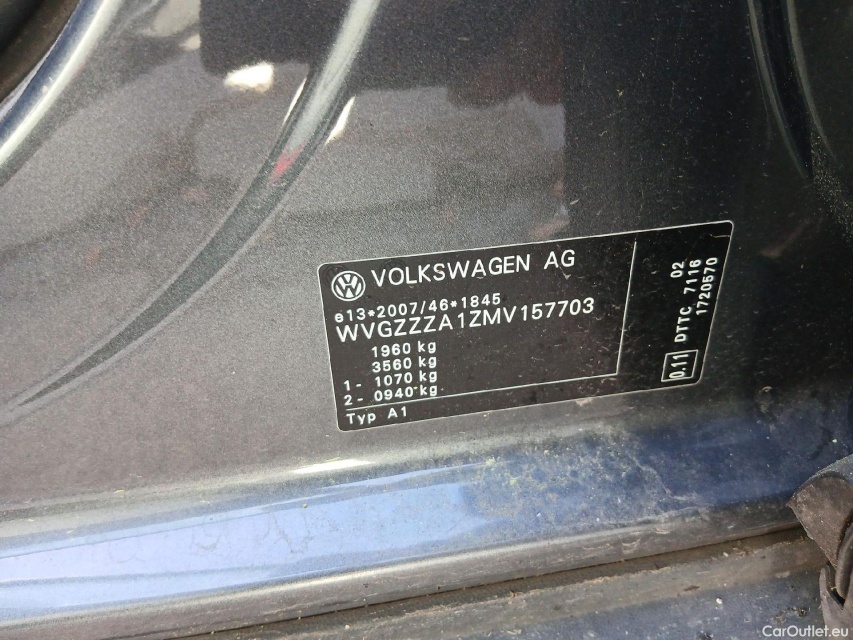 VOLKSWAGEN AG
e13*2007/46*1845
WVGZZZA1ZMV157703
1960 kg
3560 kg
1- 1070 kg
2- 0940 kg
Typ A1
0.11 DTTC 7116 02
1720570
CarOutlet.eu